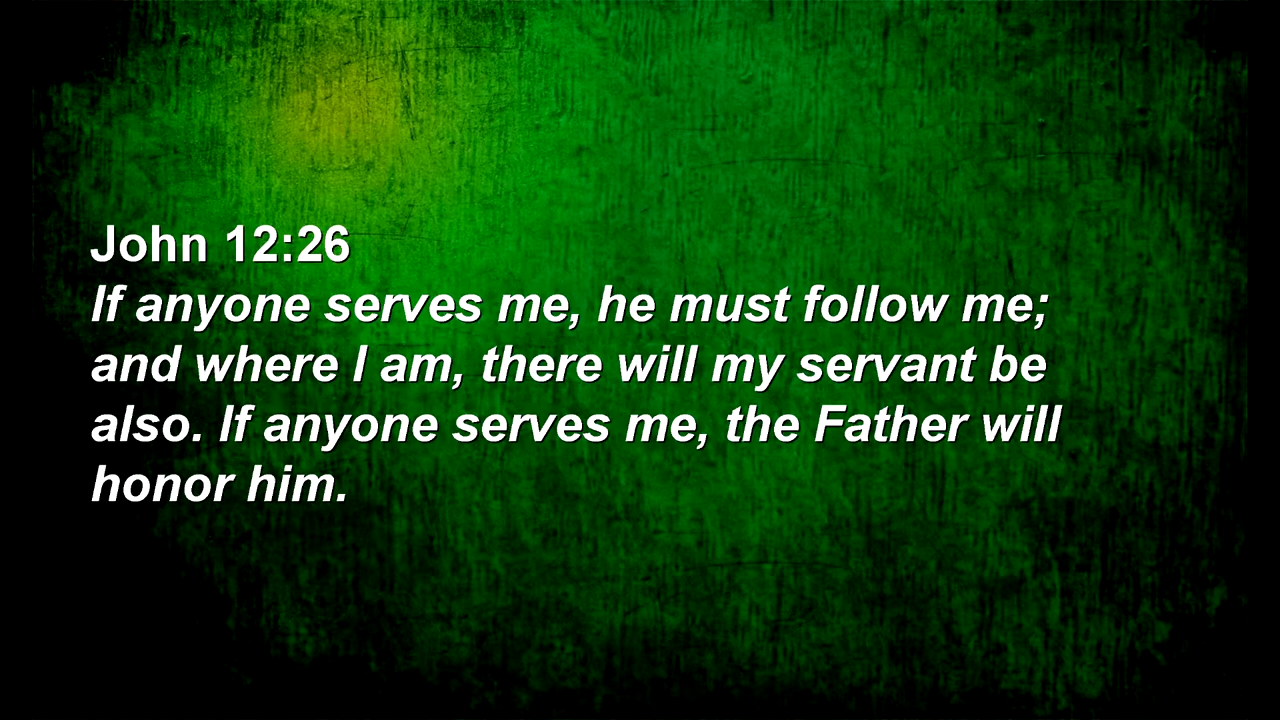 John 12:26
If anyone serves me, he must follow me;
and where I am, there will my servant be
also. If anyone serves me, the Father will
honor him.